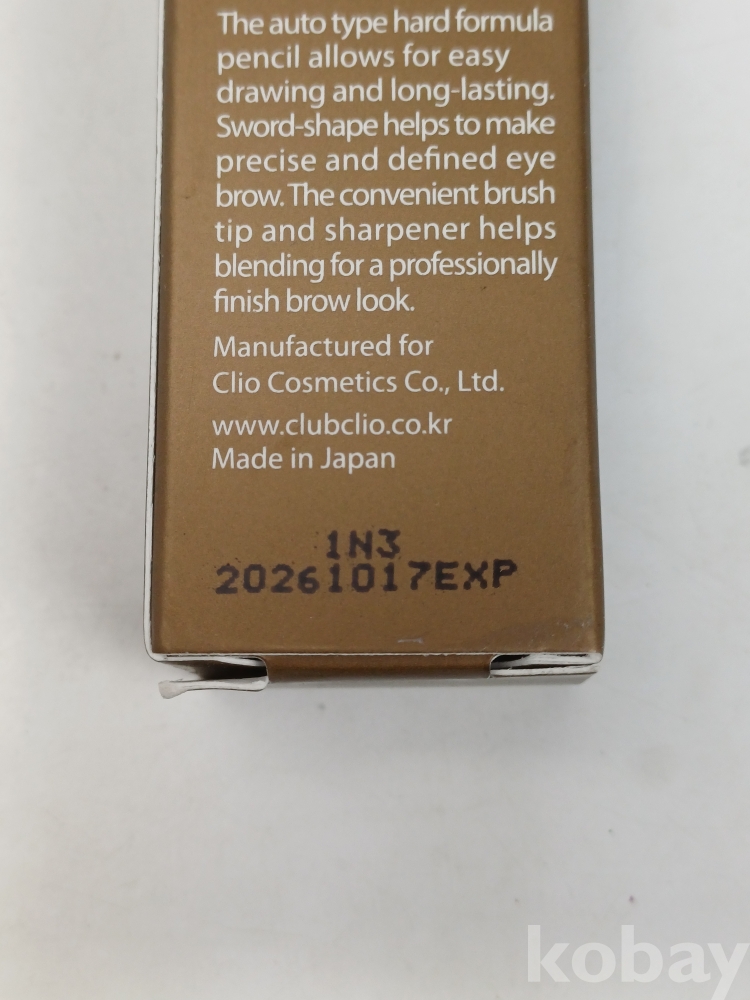 The auto type hard formula
pencil allows for easy
drawing and long-lasting.
Sword-shape helps to make
precise and defined eye
brow. The convenient brush
tip and sharpener helps
blending for a professionally
finish brow look.
Manufactured for
Clio Cosmetics Co., Ltd.
www.clubclio.co.kr
Made in Japan
1N3
20261017EXP
kobay